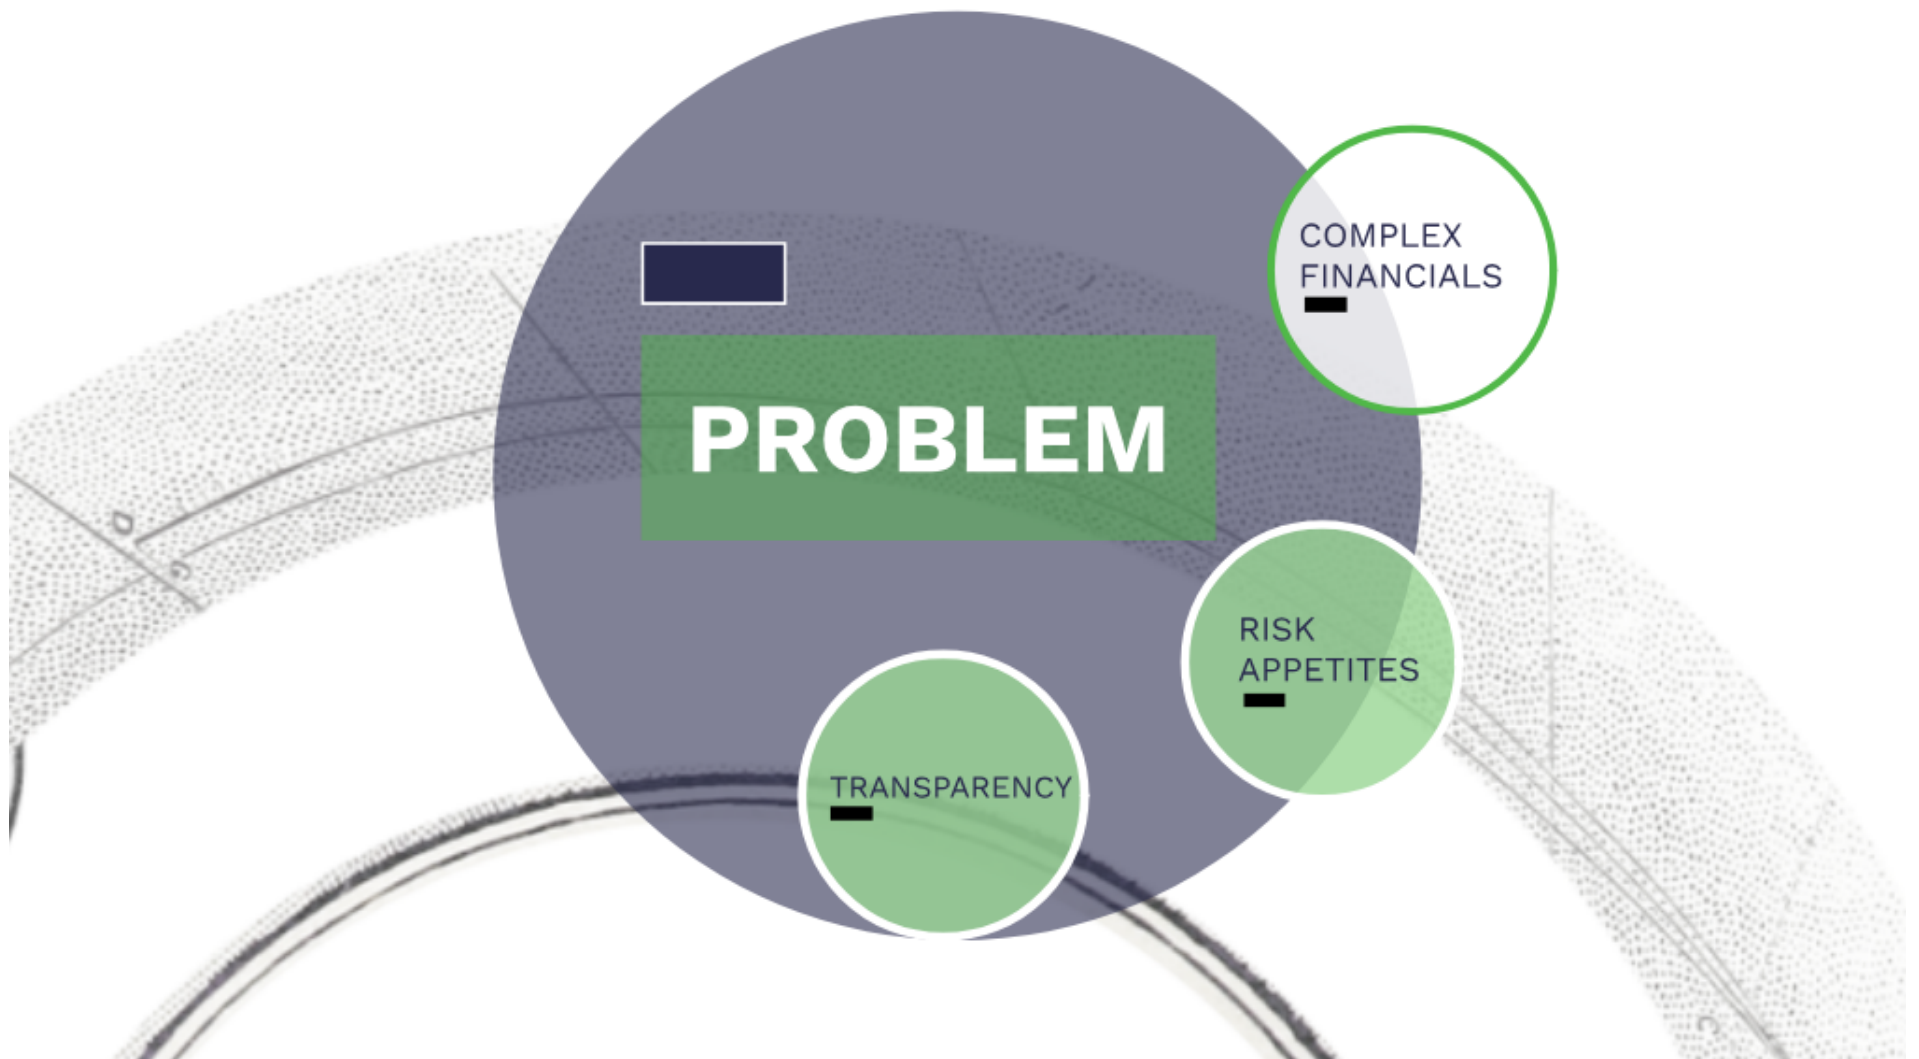 COMPLEX
FINANCIALS
PROBLEM
RISK
APPETITES
TRANSPARENCY
D
G
C